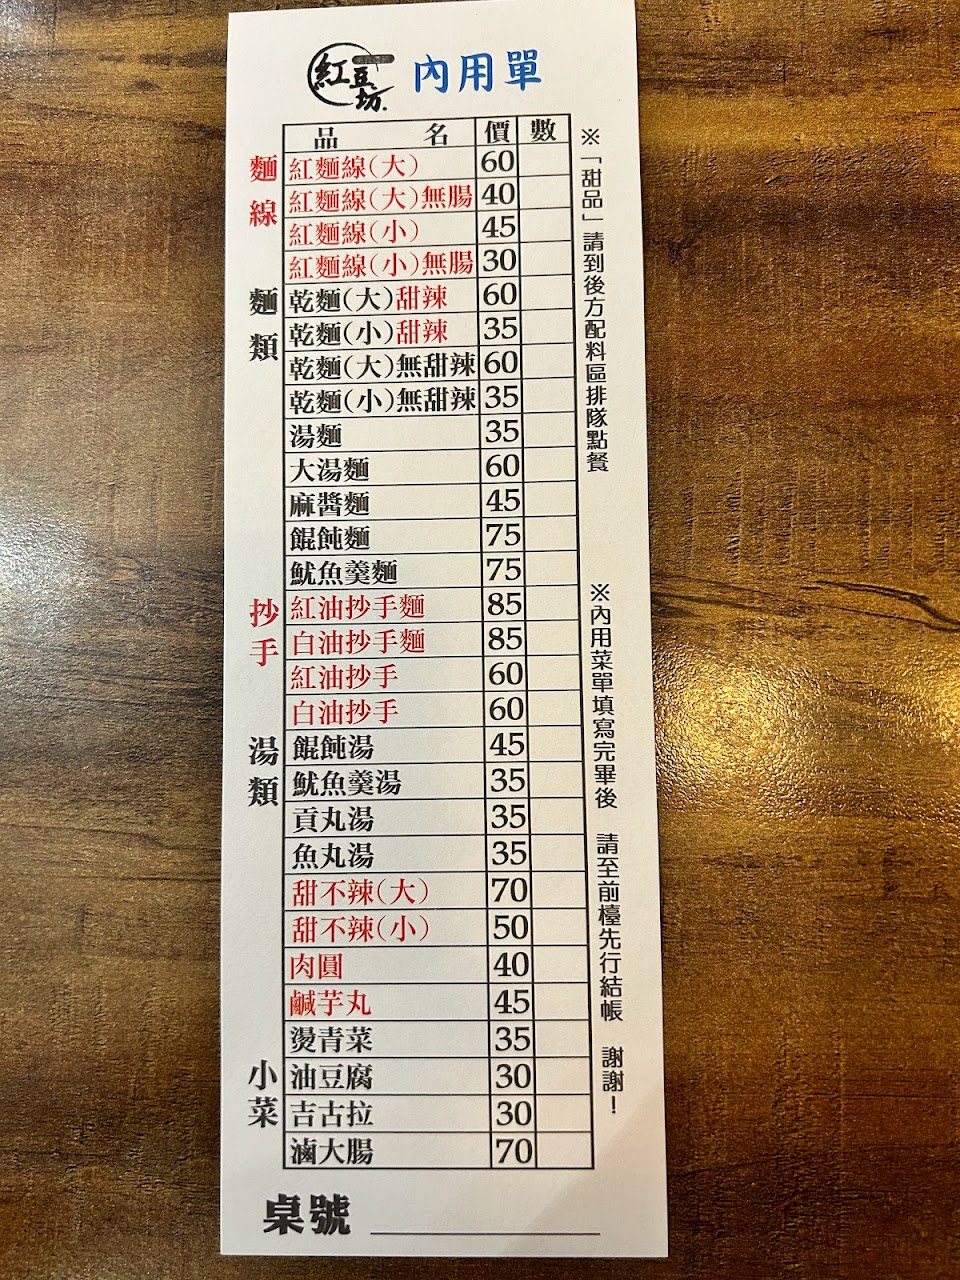 紅豆坊 內用單
品名 價 數
麵線
紅麵線(大) 60
紅麵線(大)無腸 40
紅麵線(小) 45
紅麵線(小)無腸 30
麵類
乾麵(大)甜辣 60
乾麵(小)甜辣 35
乾麵(大)無甜辣 60
乾麵(小)無甜辣 35
湯麵 35
大湯麵 60
麻醬麵 45
餛飩麵 75
魷魚羹麵 75
抄手
紅油抄手麵 85
白油抄手麵 85
紅油抄手 60
白油抄手 60
湯類
餛飩湯 45
魷魚羹湯 35
貢丸湯 35
魚丸湯 35
甜不辣(大) 70
甜不辣(小) 50
肉圓 40
鹹芋丸 45
燙青菜 35
小菜
油豆腐 30
吉古拉 30
滷大腸 70
桌號
※「甜品」請到後方配料區排隊點餐
※內用菜單填寫完畢後 請至前檯先行結帳 謝謝！